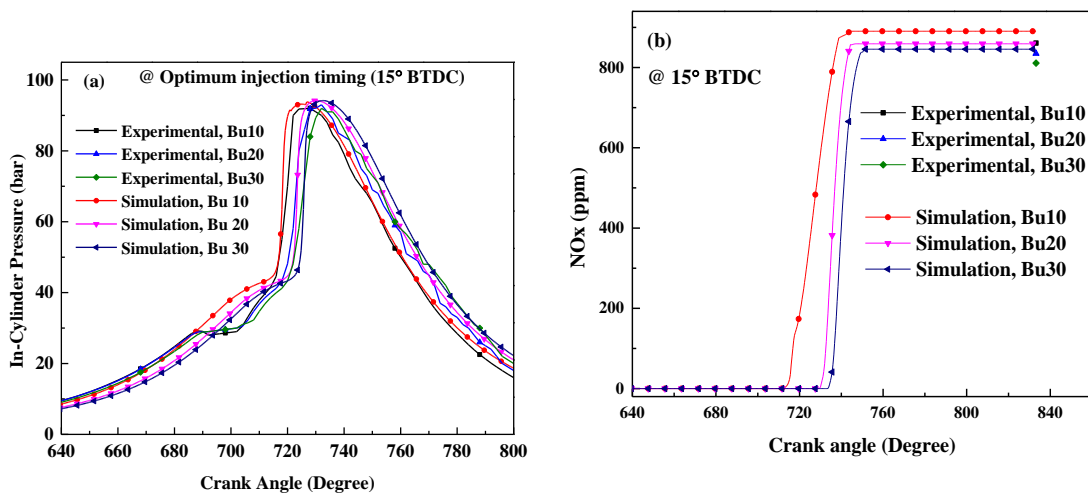 (a)
@ Optimum injection timing (15° BTDC)
Experimental, Bu10
Experimental, Bu20
Experimental, Bu30
Simulation, Bu 10
Simulation, Bu 20
Simulation, Bu 30
In-Cylinder Pressure (bar)
100
80
60
40
20
0
640 660 680 700 720 740 760 780 800
Crank Angle (Degree)
(b)
@ 15° BTDC
Experimental, Bu10
Experimental, Bu20
Experimental, Bu30
Simulation, Bu10
Simulation, Bu20
Simulation, Bu30
NOx (ppm)
800
600
400
200
0
640 680 720 760 800 840
Crank angle (Degree)